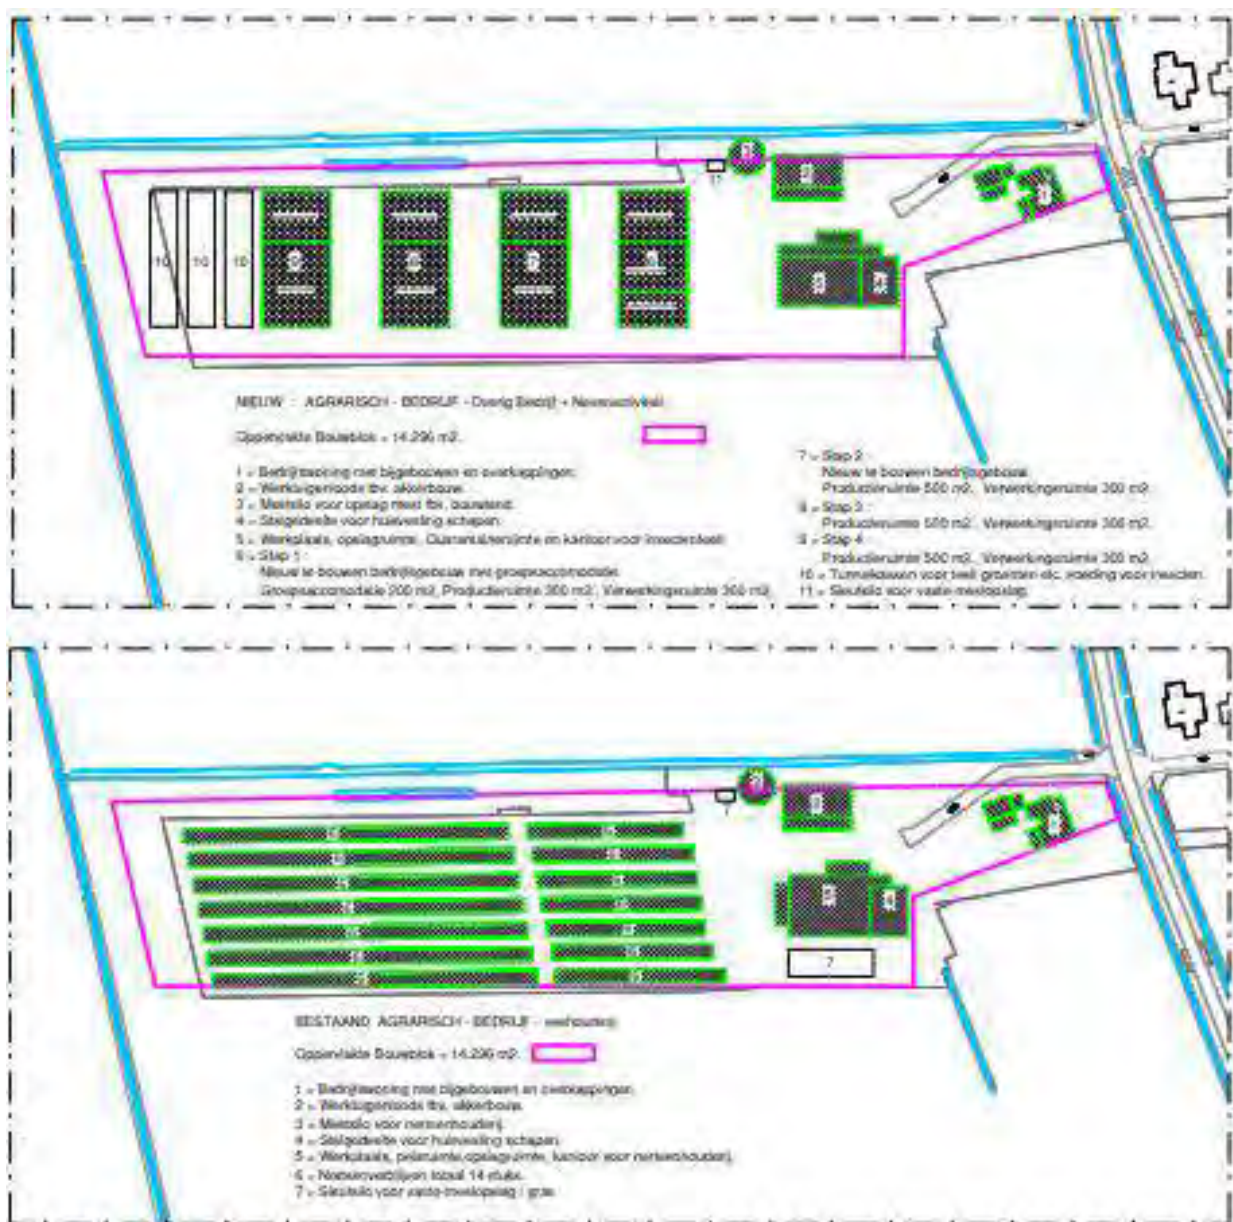 10 10 10
11
NIEUW : AGRARISCH - BEDRIJF - Overig Bedrijf + Nevenactiviteit
Oppervlakte Bouwblok = 14.296 m2.
1 = Bedrijfswoning met bijgebouwen en overkappingen.
2 = Werktuigenloods tbv. akkerbouw.
3 = Mestsilo voor opslag mest tbv. bouwland.
4 = Stalgedeelte voor huisvesting schapen.
5 = Werkplaats, opslagruimte, Quarantaineruimte en kantoor voor insectenteelt
6 = Stap 1 :
Nieuw te bouwen bedrijfsgebouw met groepsaccomodatie.
Groepsaccomodatie 200 m2, Productieruimte 300 m2, Verwerkingsruimte 300 m2.
7 = Stap 2 :
Nieuw te bouwen bedrijfsgebouw.
Productieruimte 500 m2, Verwerkingsruimte 300 m2.
8 = Stap 3 :
Productieruimte 500 m2, Verwerkingsruimte 300 m2.
9 = Stap 4 :
Productieruimte 500 m2, Verwerkingsruimte 300 m2.
10 = Tunnelkassen voor teelt groenten etc. voeding voor insecten.
11 = Sleufsilo voor vaste mestopslag.
7
BESTAAND AGRARISCH - BEDRIJF - veehouderij
Oppervlakte Bouwblok = 14.296 m2.
1 = Bedrijfswoning met bijgebouwen en overkappingen.
2 = Werktuigenloods tbv. akkerbouw.
3 = Mestsilo voor nertsenhouderij.
4 = Stalgedeelte voor huisvesting schapen.
5 = Werkplaats, pelsruimte, opslagruimte, kantoor voor nertsenhouderij.
6 = Nertsenverblijven totaal 14 stuks.
7 = Sleufsilo voor vaste mestopslag / gras.